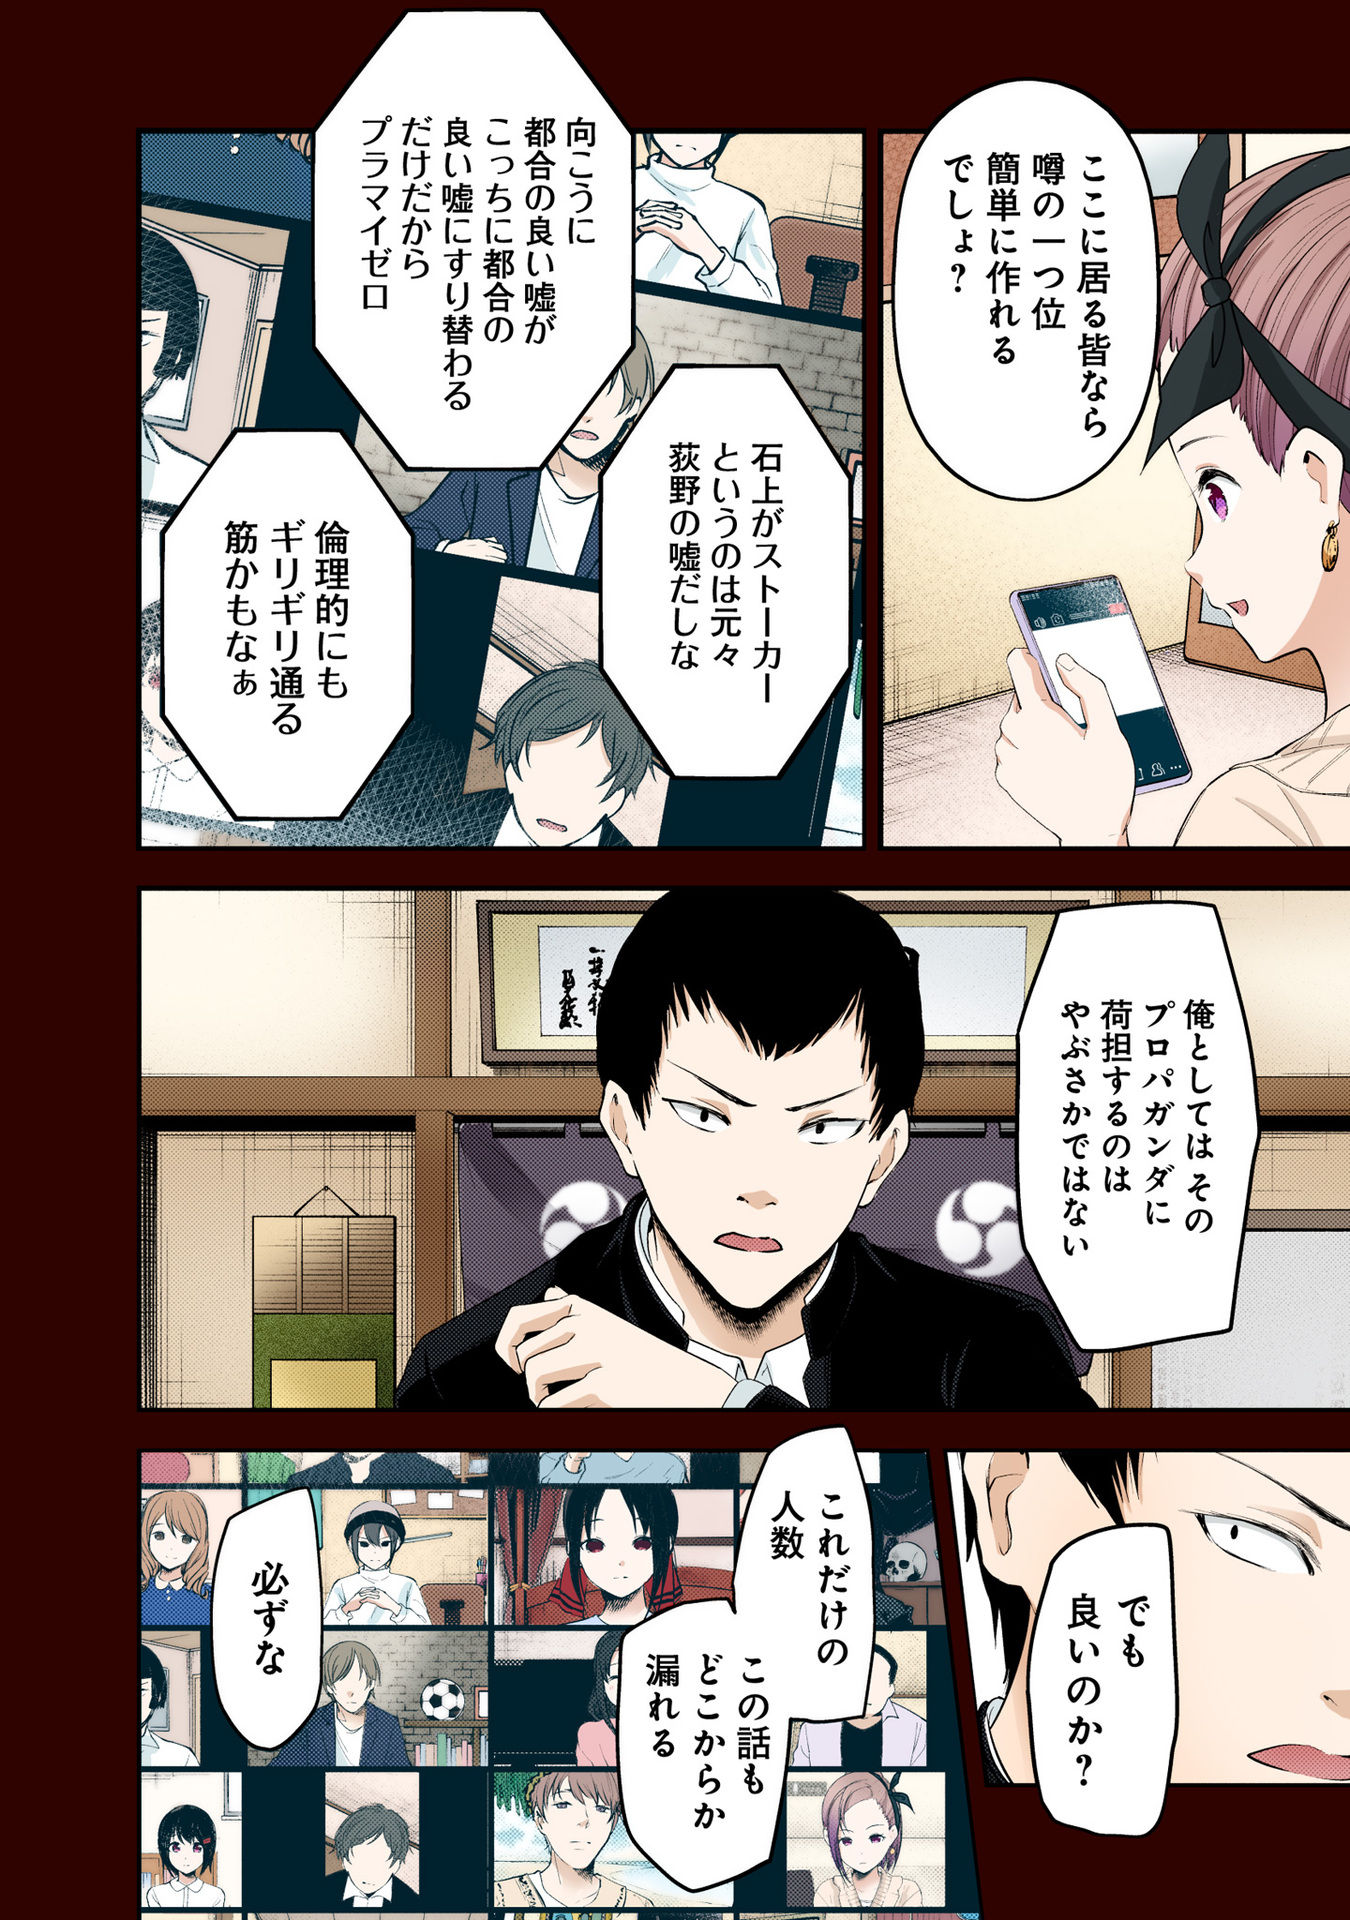 ここに居る皆なら
噂の一つ位
簡単に作れる
でしょ？
石上がストーカー
というのは元々
荻野の嘘だしな
向こうに
都合の良い嘘が
こっちに都合の
良い嘘にすり替わる
だけだから
プラマイゼロ
倫理的にも
ギリギリ通る
筋かもなぁ
俺としては その
プロパガンダに
荷担するのは
やぶさかではない
でも
良いのか？
これだけの
人数
この話も
どこからか
漏れる
必ずな